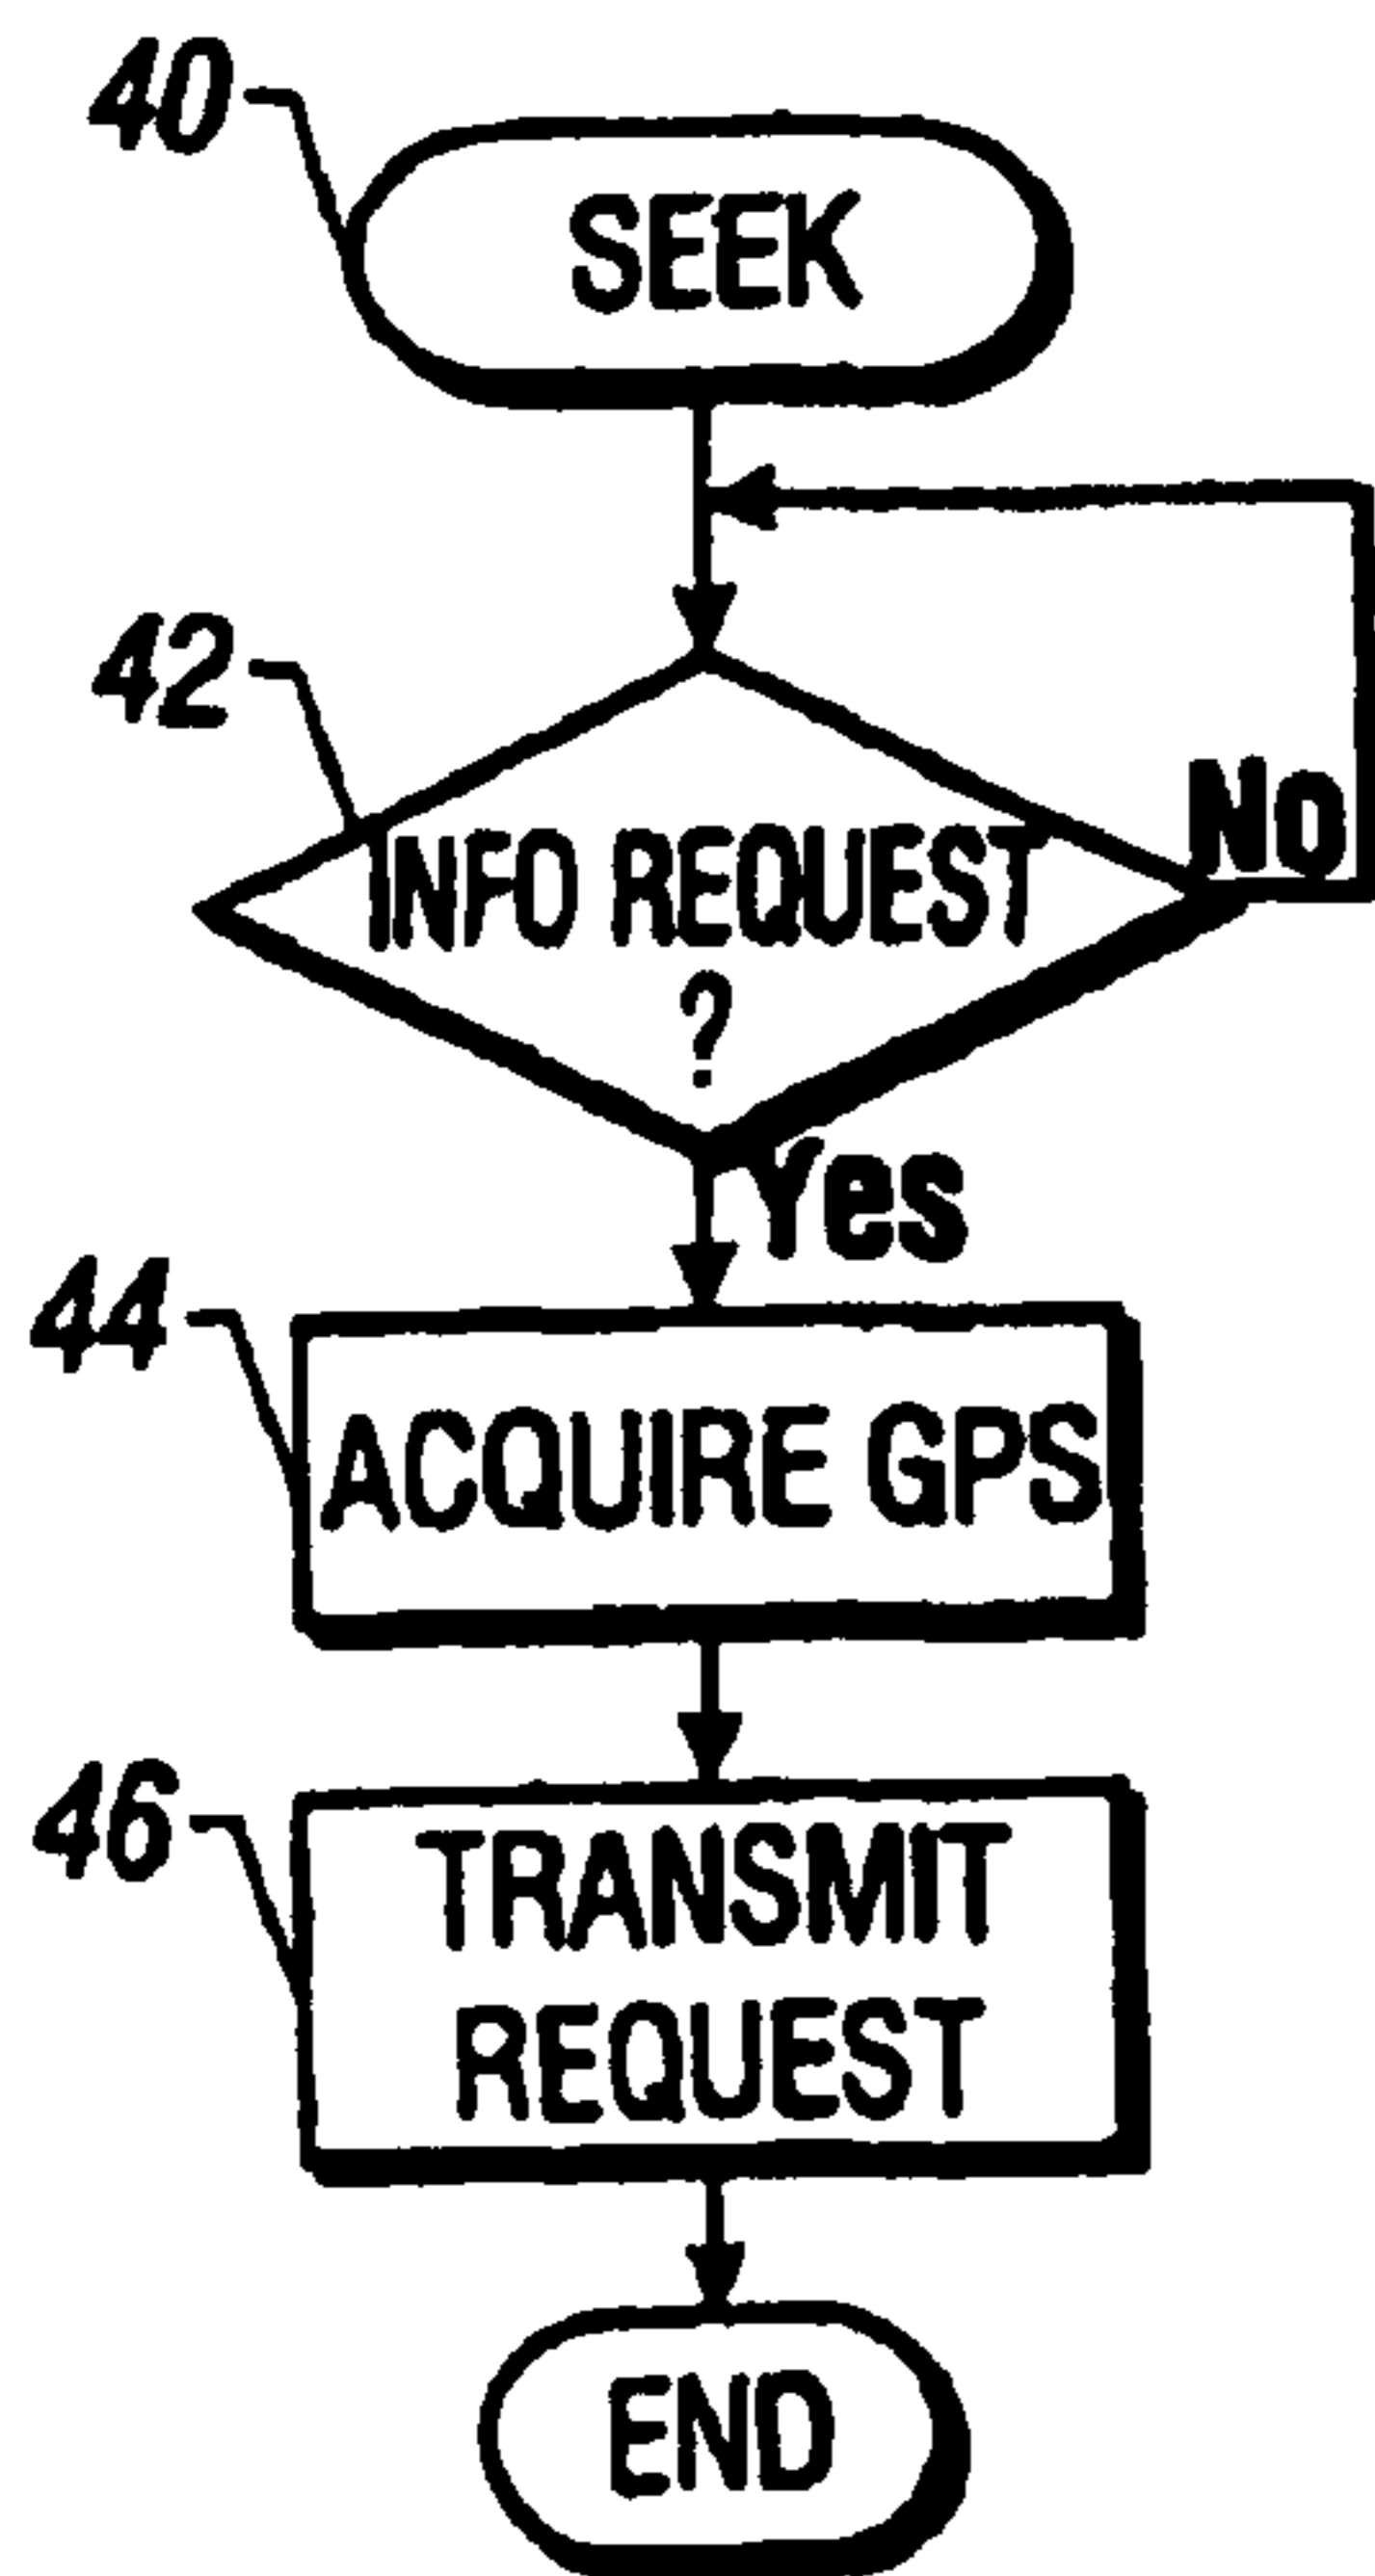 40
SEEK
42
INFO REQUEST
?
No
Yes
44
ACQUIRE GPS
46
TRANSMIT
REQUEST
END